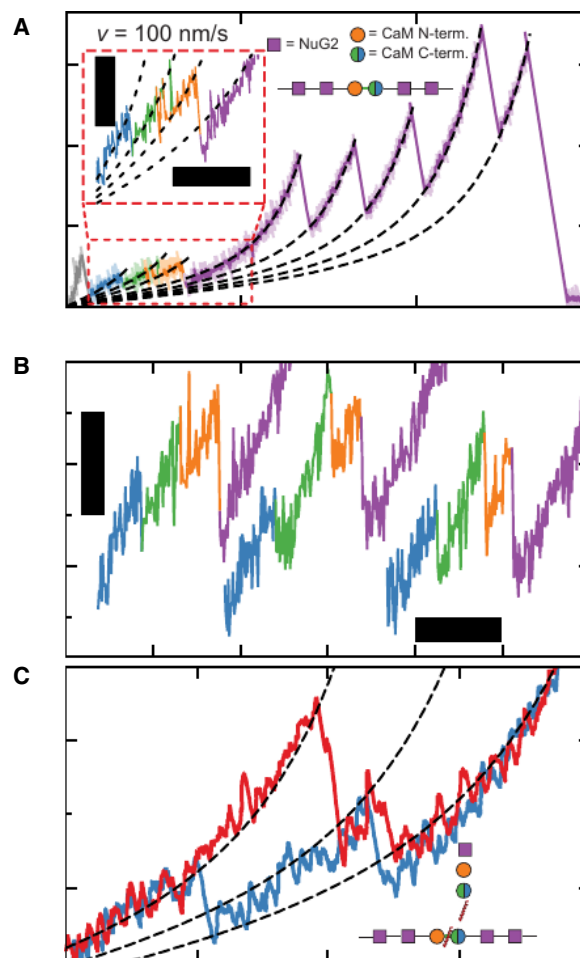 A
v = 100 nm/s
= NuG2
= CaM N-term.
= CaM C-term.
B
C